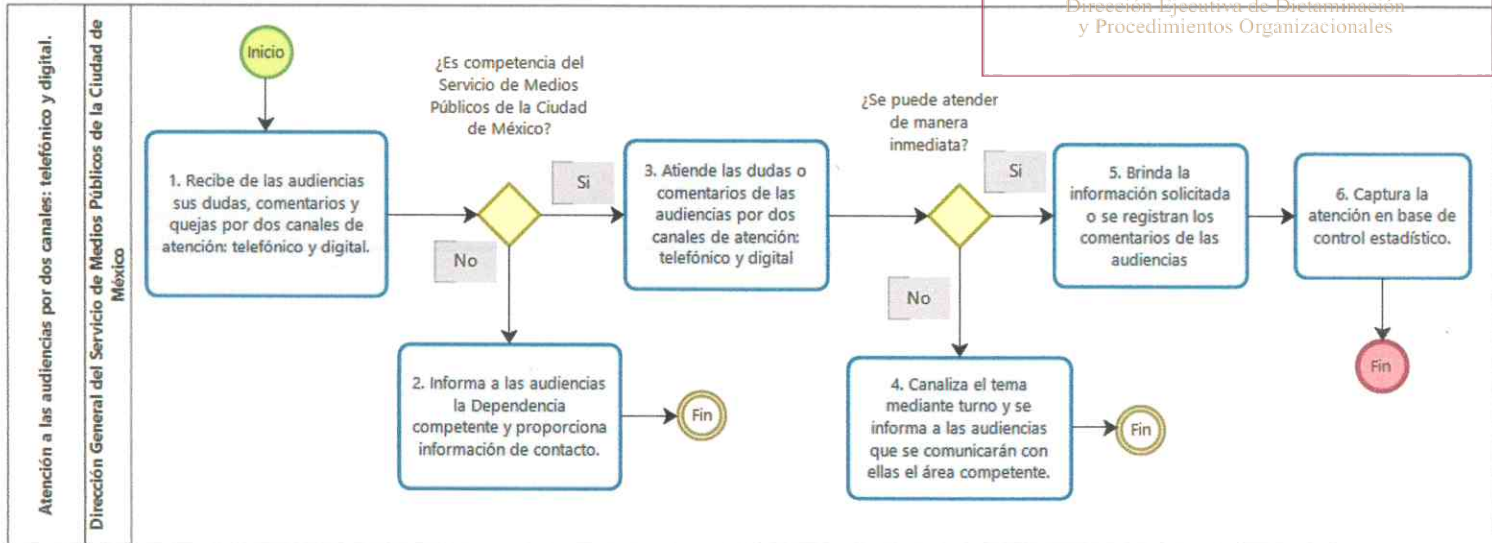 Dirección Ejecutiva de Dictaminación
y Procedimientos Organizacionales
Atención a las audiencias por dos canales: telefónico y digital.
Dirección General del Servicio de Medios Públicos de la Ciudad de
México
Inicio
1. Recibe de las audiencias
sus dudas, comentarios y
quejas por dos canales de
atención: telefónico y digital.
¿Es competencia del
Servicio de Medios
Públicos de la Ciudad
de México?
Si
No
2. Informa a las audiencias
la Dependencia
competente y proporciona
información de contacto.
Fin
3. Atiende las dudas o
comentarios de las
audiencias por dos
canales de atención:
telefónico y digital
¿Se puede atender
de manera
inmediata?
Si
No
4. Canaliza el tema
mediante turno y se
informa a las audiencias
que se comunicarán con
ellas el área competente.
Fin
5. Brinda la
información solicitada
o se registran los
comentarios de las
audiencias
6. Captura la
atención en base de
control estadístico.
Fin